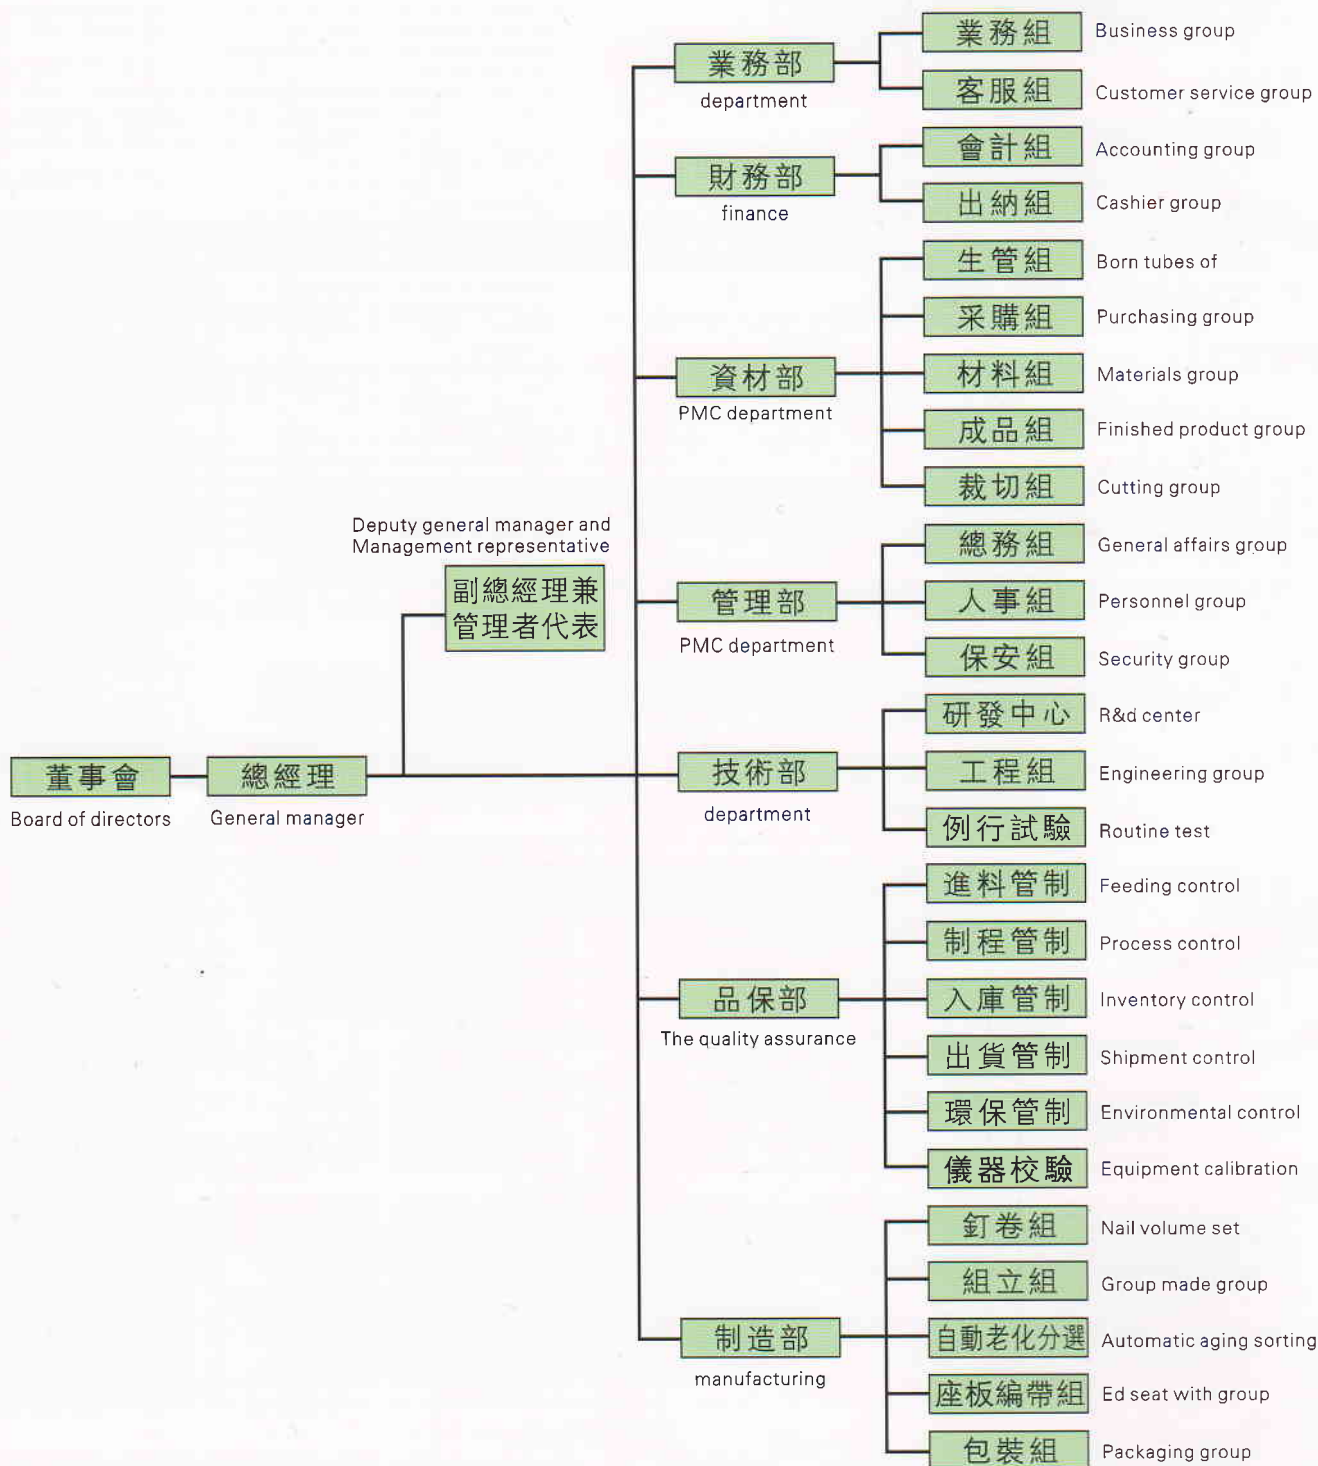 董事會
Board of directors
總經理
General manager
Deputy general manager and
Management representative
副總經理兼
管理者代表
業務部
department
業務組
Business group
客服組
Customer service group
財務部
finance
會計組
Accounting group
出納組
Cashier group
資材部
PMC department
生管組
Born tubes of
采購組
Purchasing group
材料組
Materials group
成品組
Finished product group
裁切組
Cutting group
管理部
PMC department
總務組
General affairs group
人事組
Personnel group
保安組
Security group
技術部
department
研發中心
R&d center
工程組
Engineering group
例行試驗
Routine test
品保部
The quality assurance
進料管制
Feeding control
制程管制
Process control
入庫管制
Inventory control
出貨管制
Shipment control
環保管制
Environmental control
儀器校驗
Equipment calibration
制造部
manufacturing
釘卷組
Nail volume set
組立組
Group made group
自動老化分選
Automatic aging sorting
座板編帶組
Ed seat with group
包裝組
Packaging group